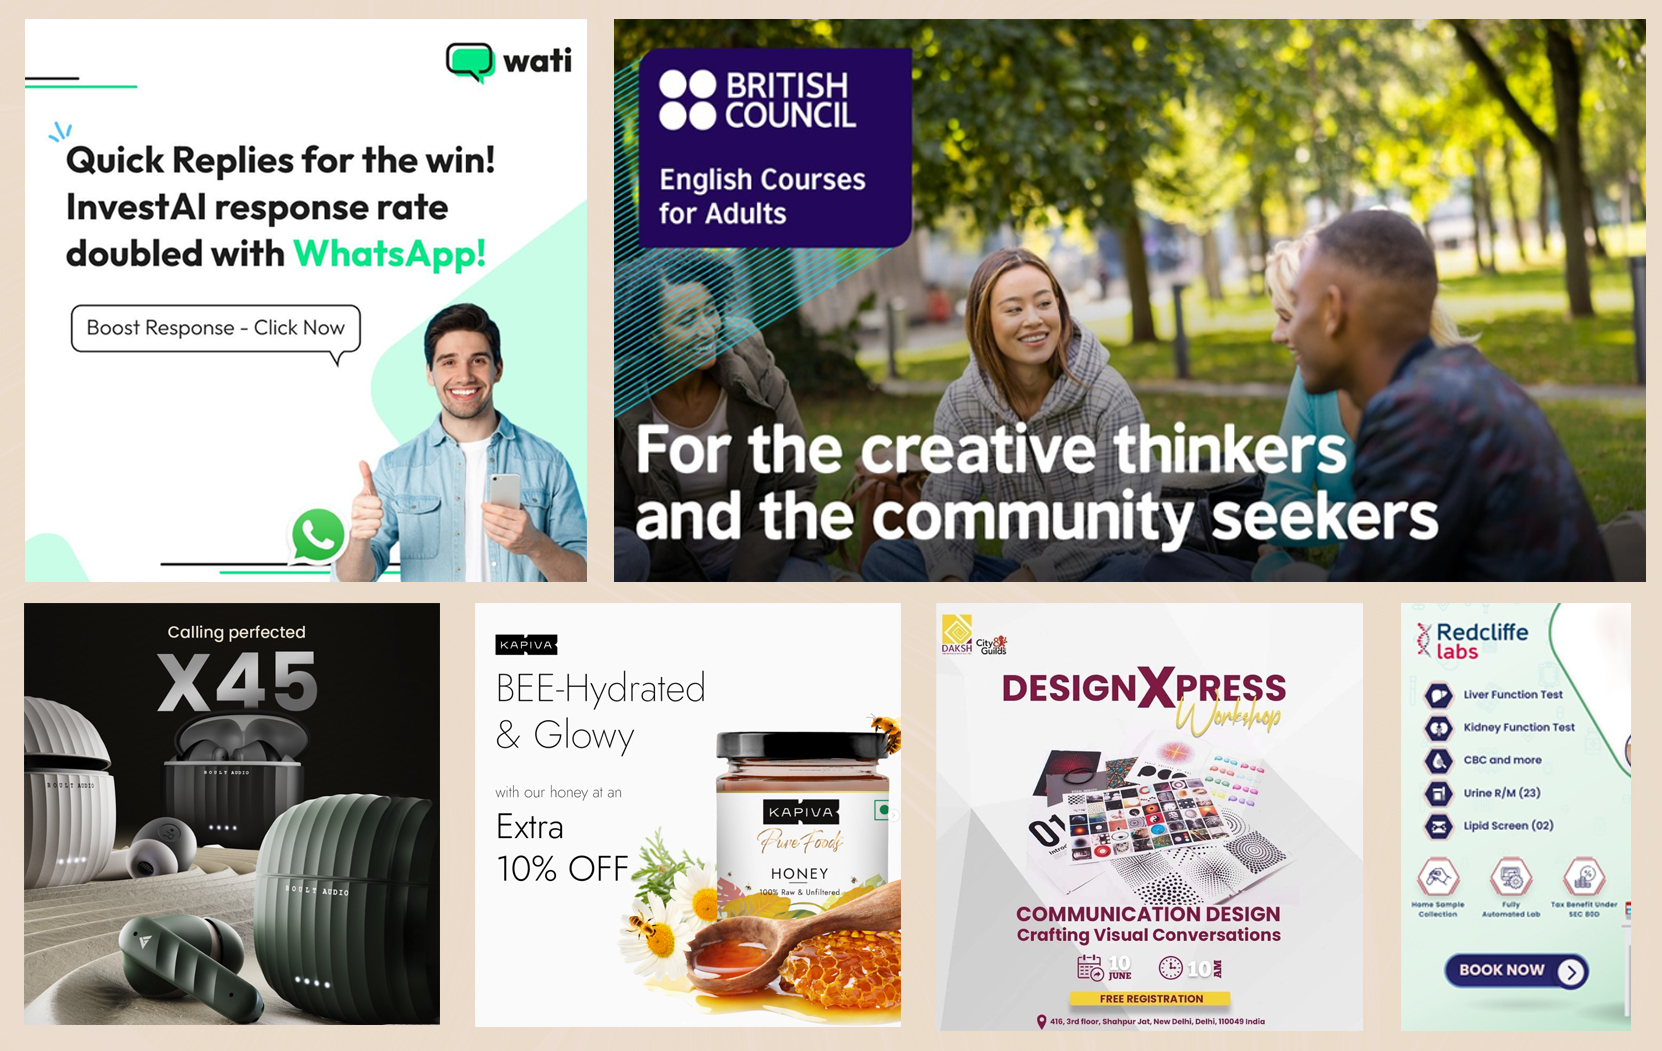 wati
Quick Replies for the win!
InvestAI response rate
doubled with WhatsApp!
Boost Response - Click Now
BRITISH
COUNCIL
English Courses
for Adults
For the creative thinkers
and the community seekers
Calling perfected
X45
BOULT AUDIO
BOULT AUDIO
BOULT AUDIO
KAPIVA
BEE-Hydrated
& Glowy
with our honey at an
Extra
10% OFF
KAPIVA
Pure Foods
HONEY
100% Raw & Unfiltered
DAKSH
City&
Guilds
DESIGNXPRESS
Workshop
01
COMMUNICATION DESIGN
Crafting Visual Conversations
10
JUNE
10 AM
FREE REGISTRATION
416, 3rd floor, Shahpur Jat, New Delhi, Delhi, 110049 India
Redcliffe
labs
Liver Function Test
Kidney Function Test
CBC and more
Urine R/M (23)
Lipid Screen (02)
Home Sample
Collection
Fully
Automated Lab
Tax Benefit Under
SEC 80D
BOOK NOW